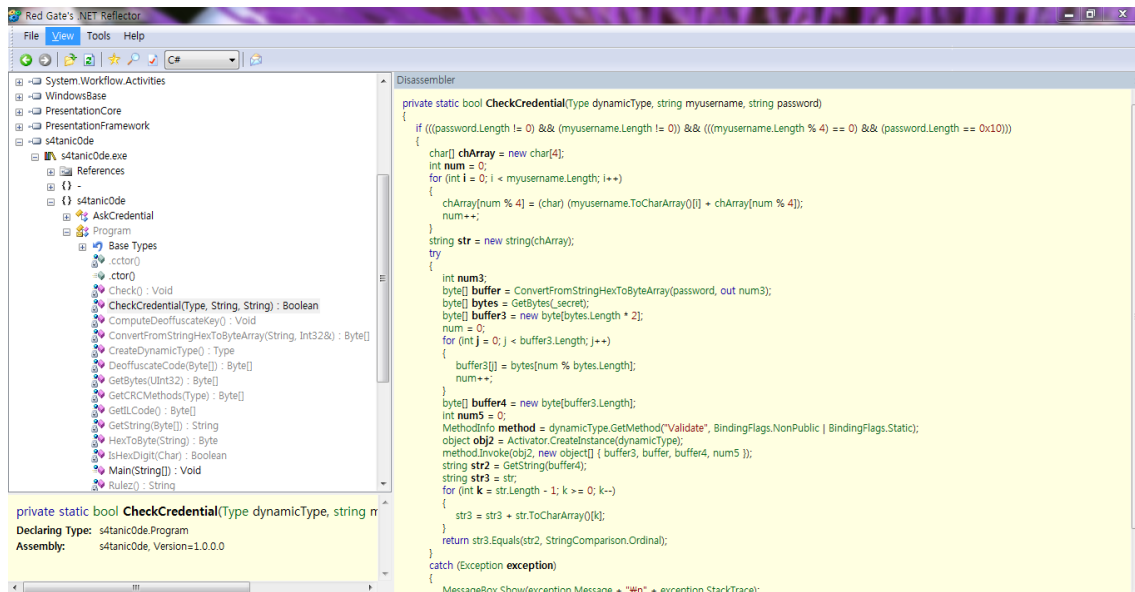 Red Gate's .NET Reflector
File View Tools Help
C#
System.Workflow.Activities
WindowsBase
PresentationCore
PresentationFramework
s4tanic0de
s4tanic0de.exe
References
{} -
{} s4tanic0de
AskCredential
Program
Base Types
.cctor()
.ctor()
Check() : Void
CheckCredential(Type, String, String) : Boolean
ComputeDeoffuscateKey() : Void
ConvertFromStringHexToByteArray(String, Int32&) : Byte[]
CreateDynamicType() : Type
DeoffuscateCode(Byte[]) : Byte[]
GetBytes(UInt32) : Byte[]
GetCRCMethods(Type) : Byte[]
GetILCode() : Byte[]
GetString(Byte[]) : String
HexToByte(String) : Byte
IsHexDigit(Char) : Boolean
Main(String[]) : Void
Rulez() : String
private static bool CheckCredential(Type dynamicType, string m
Declaring Type: s4tanic0de.Program
Assembly: s4tanic0de, Version=1.0.0.0
Disassembler
private static bool CheckCredential(Type dynamicType, string myusername, string password)
{
if (((password.Length != 0) && (myusername.Length != 0)) && (((myusername.Length % 4) == 0) && (password.Length == 0x10)))
{
char[] chArray = new char[4];
int num = 0;
for (int i = 0; i < myusername.Length; i++)
{
chArray[num % 4] = (char) (myusername.ToCharArray()[i] + chArray[num % 4]);
num++;
}
string str = new string(chArray);
try
{
int num3;
byte[] buffer = ConvertFromStringHexToByteArray(password, out num3);
byte[] bytes = GetBytes(_secret);
byte[] buffer3 = new byte[bytes.Length * 2];
num = 0;
for (int j = 0; j < buffer3.Length; j++)
{
buffer3[j] = bytes[num % bytes.Length];
num++;
}
byte[] buffer4 = new byte[buffer3.Length];
int num5 = 0;
MethodInfo method = dynamicType.GetMethod("Validate", BindingFlags.NonPublic | BindingFlags.Static);
object obj2 = Activator.CreateInstance(dynamicType);
method.Invoke(obj2, new object[] { buffer3, buffer, buffer4, num5 });
string str2 = GetString(buffer4);
string str3 = str;
for (int k = str.Length - 1; k >= 0; k--)
{
str3 = str3 + str.ToCharArray()[k];
}
return str3.Equals(str2, StringComparison.Ordinal);
}
catch (Exception exception)
{
MessageBox.Show(exception.Message + "₩n" + exception.StackTrace);